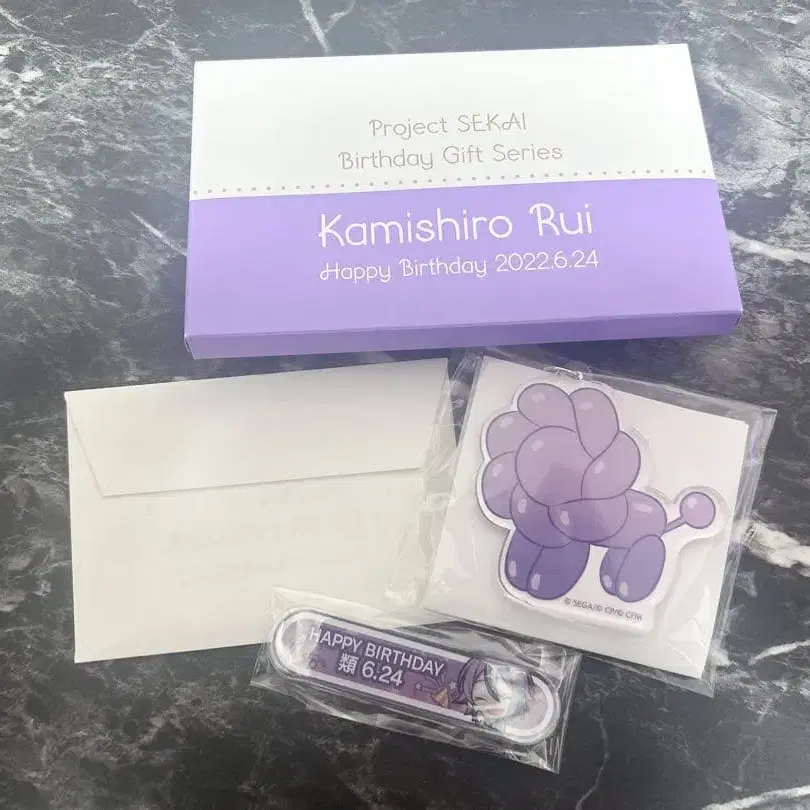 Project SEKAI
Birthday Gift Series
Kamishiro Rui
Happy Birthday 2022.6.24
© SEGA/© CP/© CFM
HAPPY BIRTHDAY
類 6.24